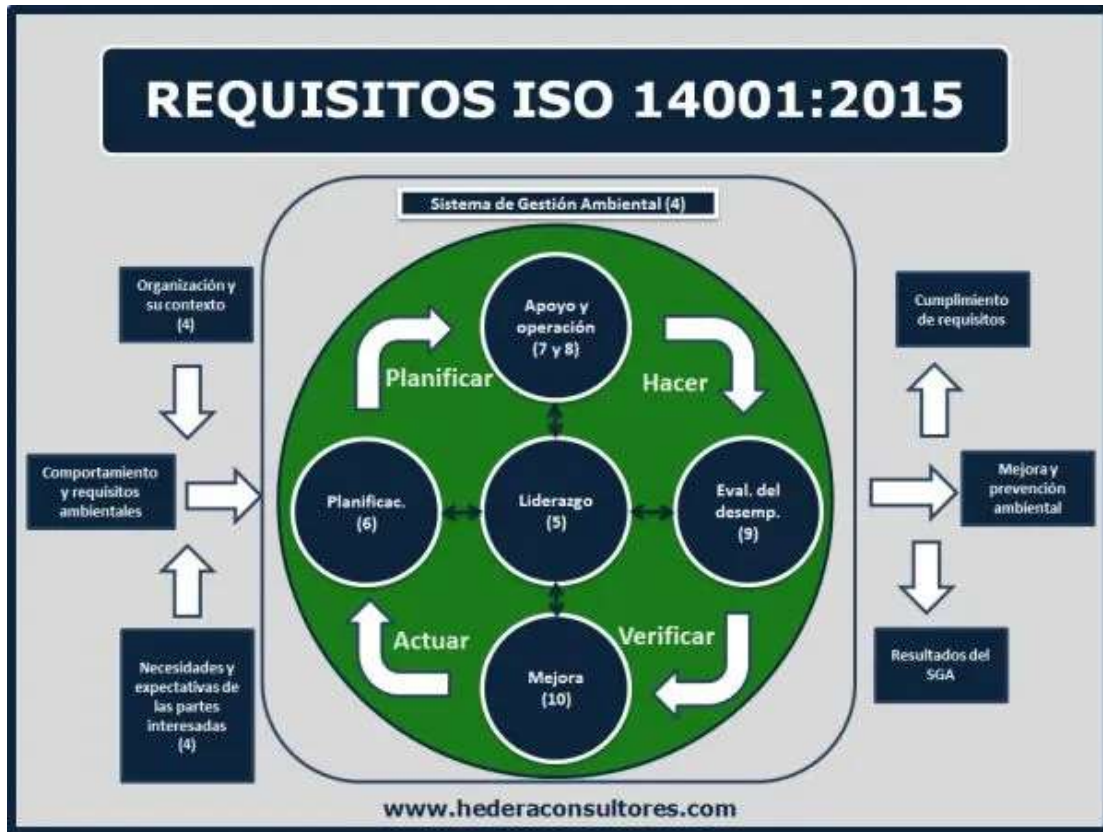 REQUISITOS ISO 14001:2015
Sistema de Gestión Ambiental (4)
Organización y
su contexto
(4)
Comportamiento
y requisitos
ambientales
Necesidades y
expectativas de
las partes
interesadas
(4)
Apoyo y
operación
(7 y 8)
Planificar
Hacer
Planificac.
(6)
Liderazgo
(5)
Eval. del
desemp.
(9)
Actuar
Verificar
Mejora
(10)
Cumplimiento
de requisitos
Mejora y
prevención
ambiental
Resultados del
SGA
www.hederaconsultores.com